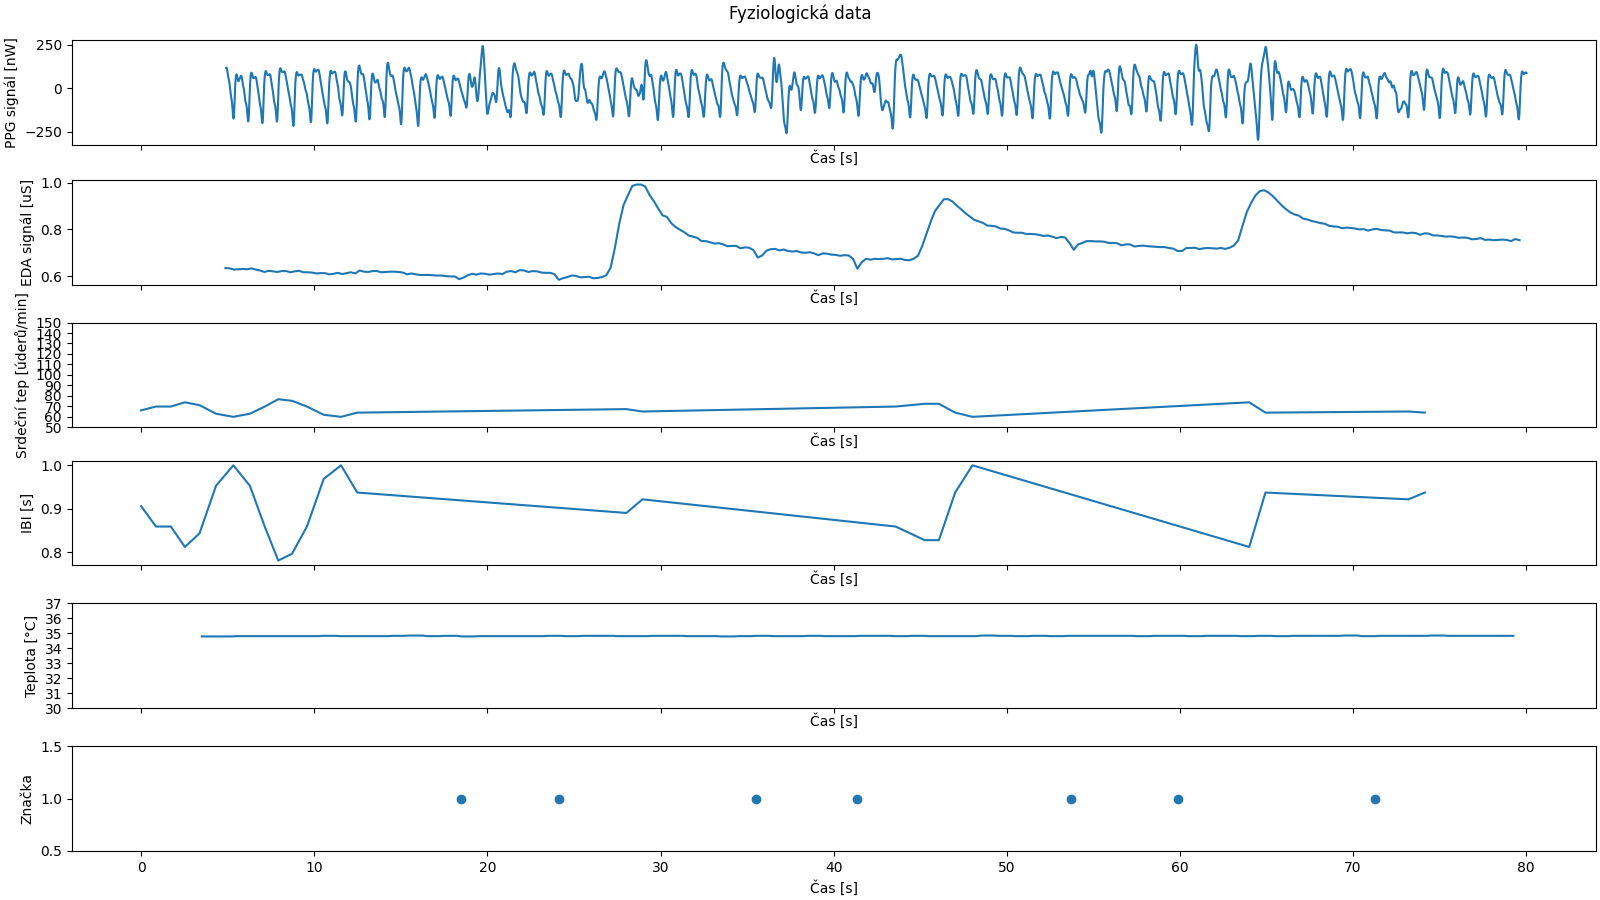 Fyziologická data
PPG signál [nW]
250
0
−250
Čas [s]
EDA signál [uS]
1.0
0.8
0.6
Čas [s]
Srdeční tep [úderů/min]
150
140
130
120
110
100
90
80
70
60
50
Čas [s]
IBI [s]
1.0
0.9
0.8
Čas [s]
Teplota [°C]
37
36
35
34
33
32
31
30
Čas [s]
Značka
1.5
1.0
0.5
0 10 20 30 40 50 60 70 80
Čas [s]